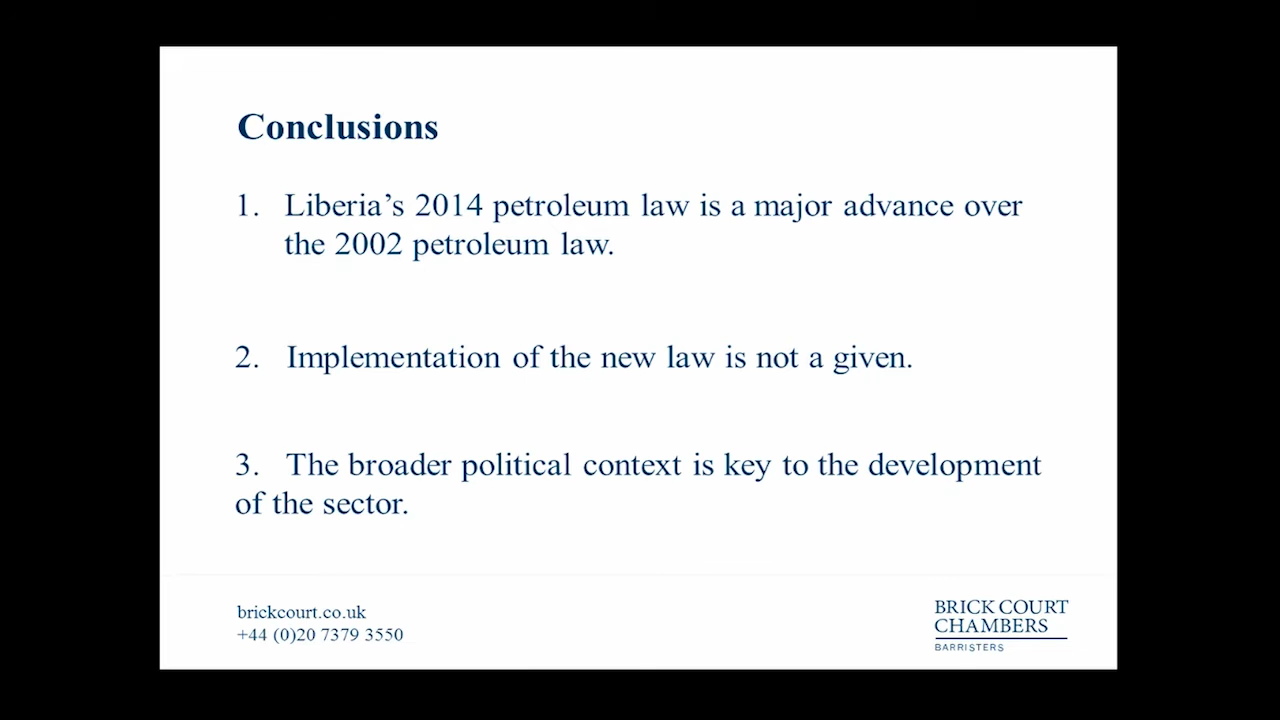 Conclusions
1. Liberia’s 2014 petroleum law is a major advance over
the 2002 petroleum law.
2. Implementation of the new law is not a given.
3. The broader political context is key to the development
of the sector.
brickcourt.co.uk
+44 (0)20 7379 3550
BRICK COURT
CHAMBERS
BARRISTERS